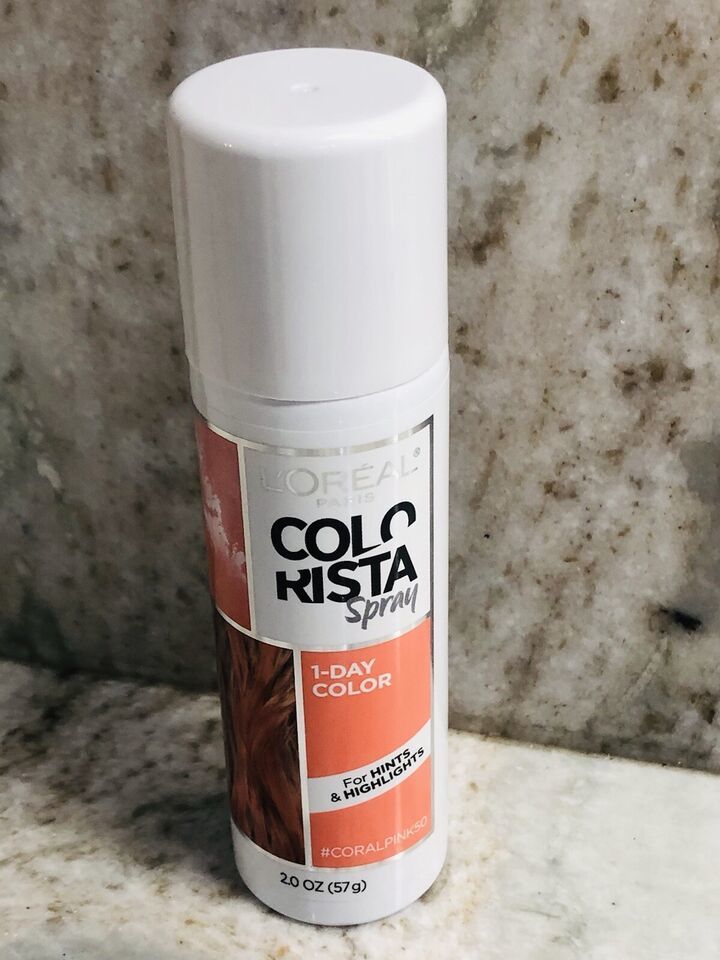 L'ORÉAL®
PARIS
COLO
RISTA
Spray
1-DAY
COLOR
For HINTS
& HIGHLIGHTS
#CORALPINK50
2.0 OZ (57g)